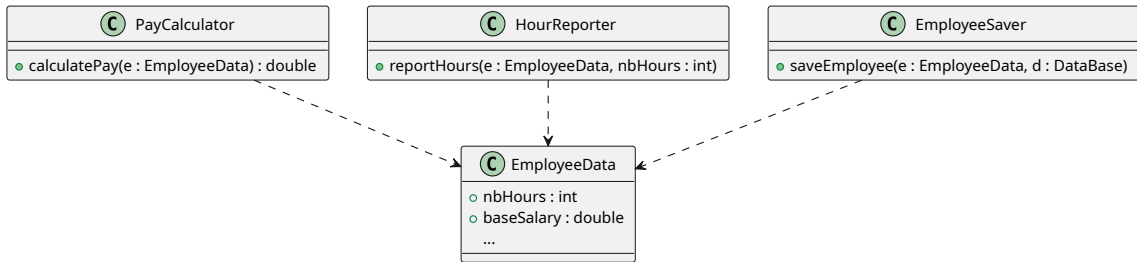 C PayCalculator
+ calculatePay(e : EmployeeData) : double
C HourReporter
+ reportHours(e : EmployeeData, nbHours : int)
C EmployeeSaver
+ saveEmployee(e : EmployeeData, d : DataBase)
C EmployeeData
nbHours : int
baseSalary : double
...